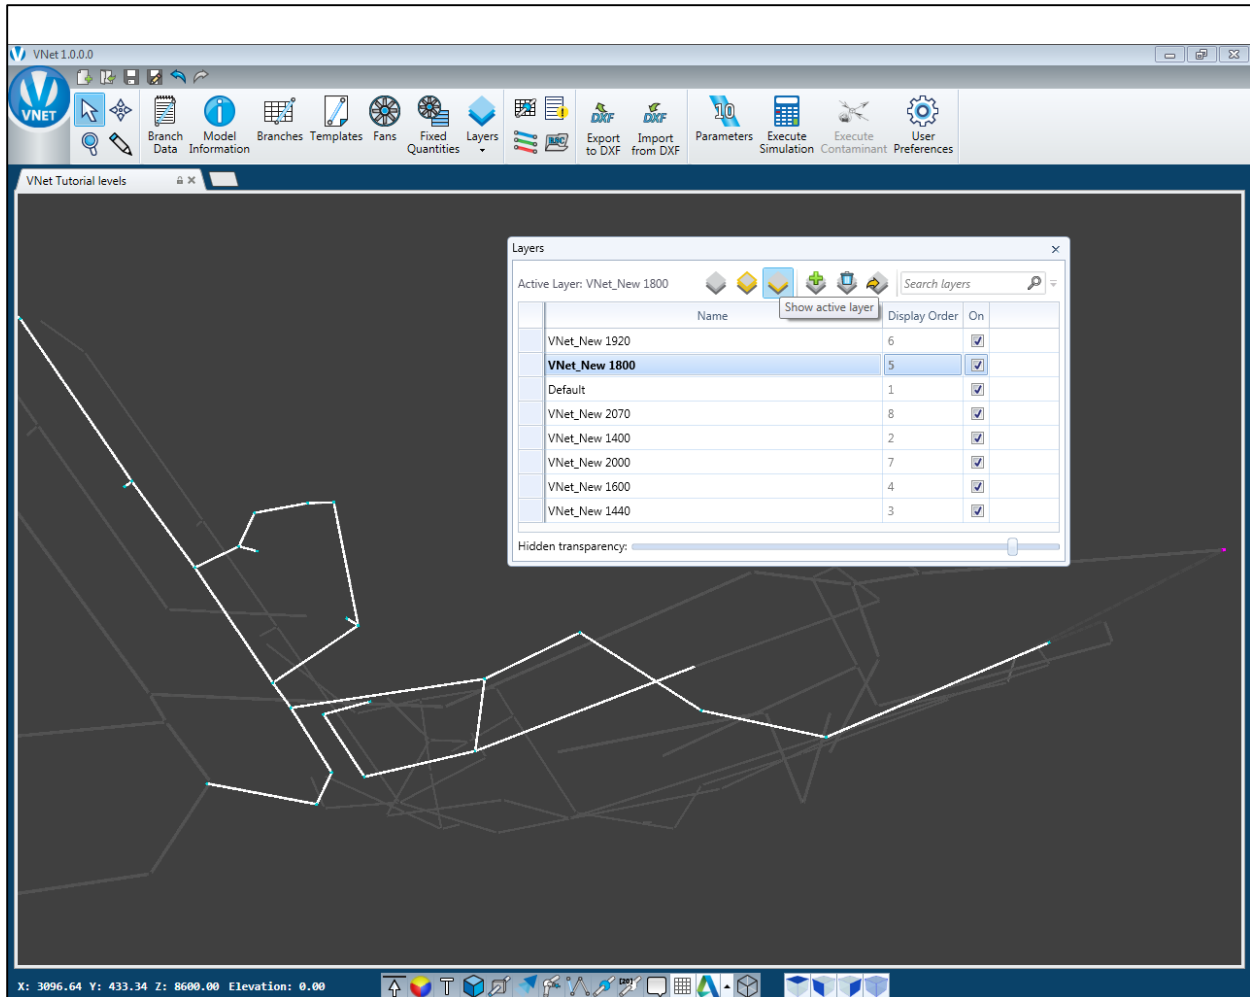 VNet 1.0.0.0
VNET
Branch Data
Model Information
Branches
Templates
Fans
Fixed Quantities
Layers
ABC
DXF
Export to DXF
DXF
Import from DXF
10
Parameters
Execute Simulation
Execute Contaminant
User Preferences
VNet Tutorial levels
Layers
Active Layer: VNet_New 1800
Search layers
Show active layer
Name Display Order On
VNet_New 1920 6
VNet_New 1800 5
Default 1
VNet_New 2070 8
VNet_New 1400 2
VNet_New 2000 7
VNet_New 1600 4
VNet_New 1440 3
Hidden transparency:
X: 3096.64 Y: 433.34 Z: 8600.00 Elevation: 0.00
T
[20]